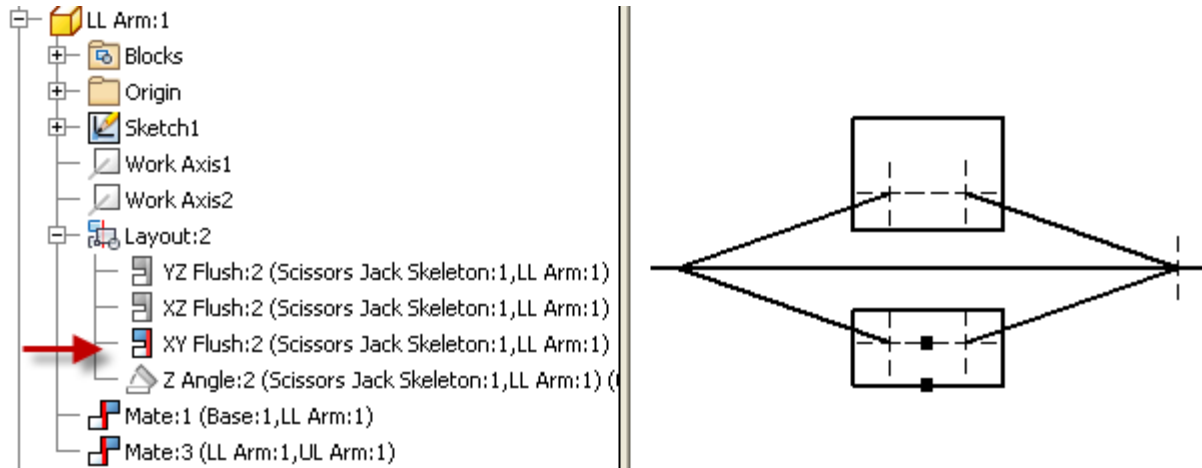 LL Arm:1
Blocks
Origin
Sketch1
Work Axis1
Work Axis2
Layout:2
YZ Flush:2 (Scissors Jack Skeleton:1,LL Arm:1)
XZ Flush:2 (Scissors Jack Skeleton:1,LL Arm:1)
XY Flush:2 (Scissors Jack Skeleton:1,LL Arm:1)
Z Angle:2 (Scissors Jack Skeleton:1,LL Arm:1) (
Mate:1 (Base:1,LL Arm:1)
Mate:3 (LL Arm:1,UL Arm:1)